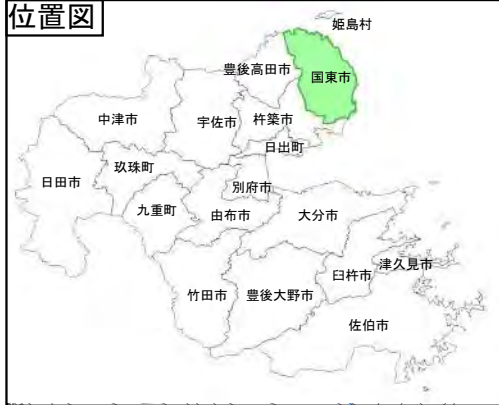 位置図
姫島村
豊後高田市
国東市
中津市
宇佐市
杵築市
日出町
玖珠町
日田市
別府市
九重町
由布市
大分市
津久見市
臼杵市
竹田市
豊後大野市
佐伯市